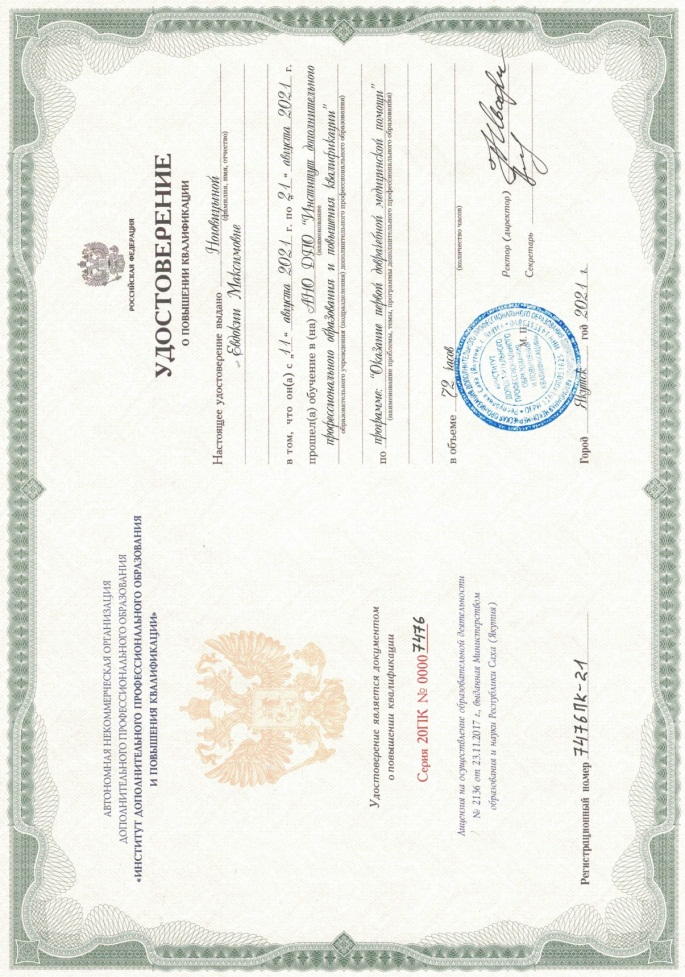 АВТОНОМНАЯ НЕКОММЕРЧЕСКАЯ ОРГАНИЗАЦИЯ
ДОПОЛНИТЕЛЬНОГО ПРОФЕССИОНАЛЬНОГО ОБРАЗОВАНИЯ
«ИНСТИТУТ ДОПОЛНИТЕЛЬНОГО ПРОФЕССИОНАЛЬНОГО ОБРАЗОВАНИЯ
И ПОВЫШЕНИЯ КВАЛИФИКАЦИИ»
Удостоверение является документом
о повышении квалификации
Серия 20ПК № 00007476
Лицензия на осуществление образовательной деятельности
№ 2136 от 23.11.2017 г., выданная Министерством
образования и науки Республики Саха (Якутия)
Регистрационный номер 7476Пк-21
РОССИЙСКАЯ ФЕДЕРАЦИЯ
УДОСТОВЕРЕНИЕ
О ПОВЫШЕНИИ КВАЛИФИКАЦИИ
Настоящее удостоверение выдано Ноговицыной
(фамилия, имя, отчество)
Евдокии Максимовне
в том, что он(а) с „11“ августа 2021 г. по „21“ августа 2021 г.
прошел(а) обучение в (на) АНО ДПО "Институт дополнительного
(наименование
профессионального образования и повышения квалификации"
образовательного учреждения (подразделения) дополнительного профессионального образования)
по программе: "Оказание первой доврачебной медицинской помощи"
(наименование проблемы, темы, программы дополнительного профессионального образования)
в объеме 72 часов
(количество часов)
М. П.
Ректор (директор)
Секретарь
Город Якутск год 2021 г.